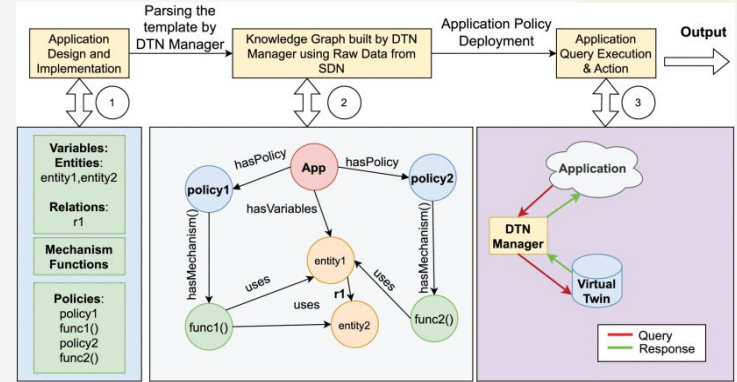 Application
Design and
Implementation
Parsing the
template by
DTN Manager
Knowledge Graph built by DTN
Manager using Raw Data from
SDN
Application Policy
Deployment
Application
Query Execution
& Action
Output
1
2
3
Variables:
Entities:
entity1,entity2
Relations:
r1
Mechanism
Functions
Policies:
policy1
func1()
policy2
func2()
App
hasPolicy
hasPolicy
policy1
policy2
hasVariables
hasMechanism()
hasMechanism()
entity1
uses
uses
r1
uses
func1()
entity2
func2()
Application
DTN
Manager
Virtual
Twin
Query
Response